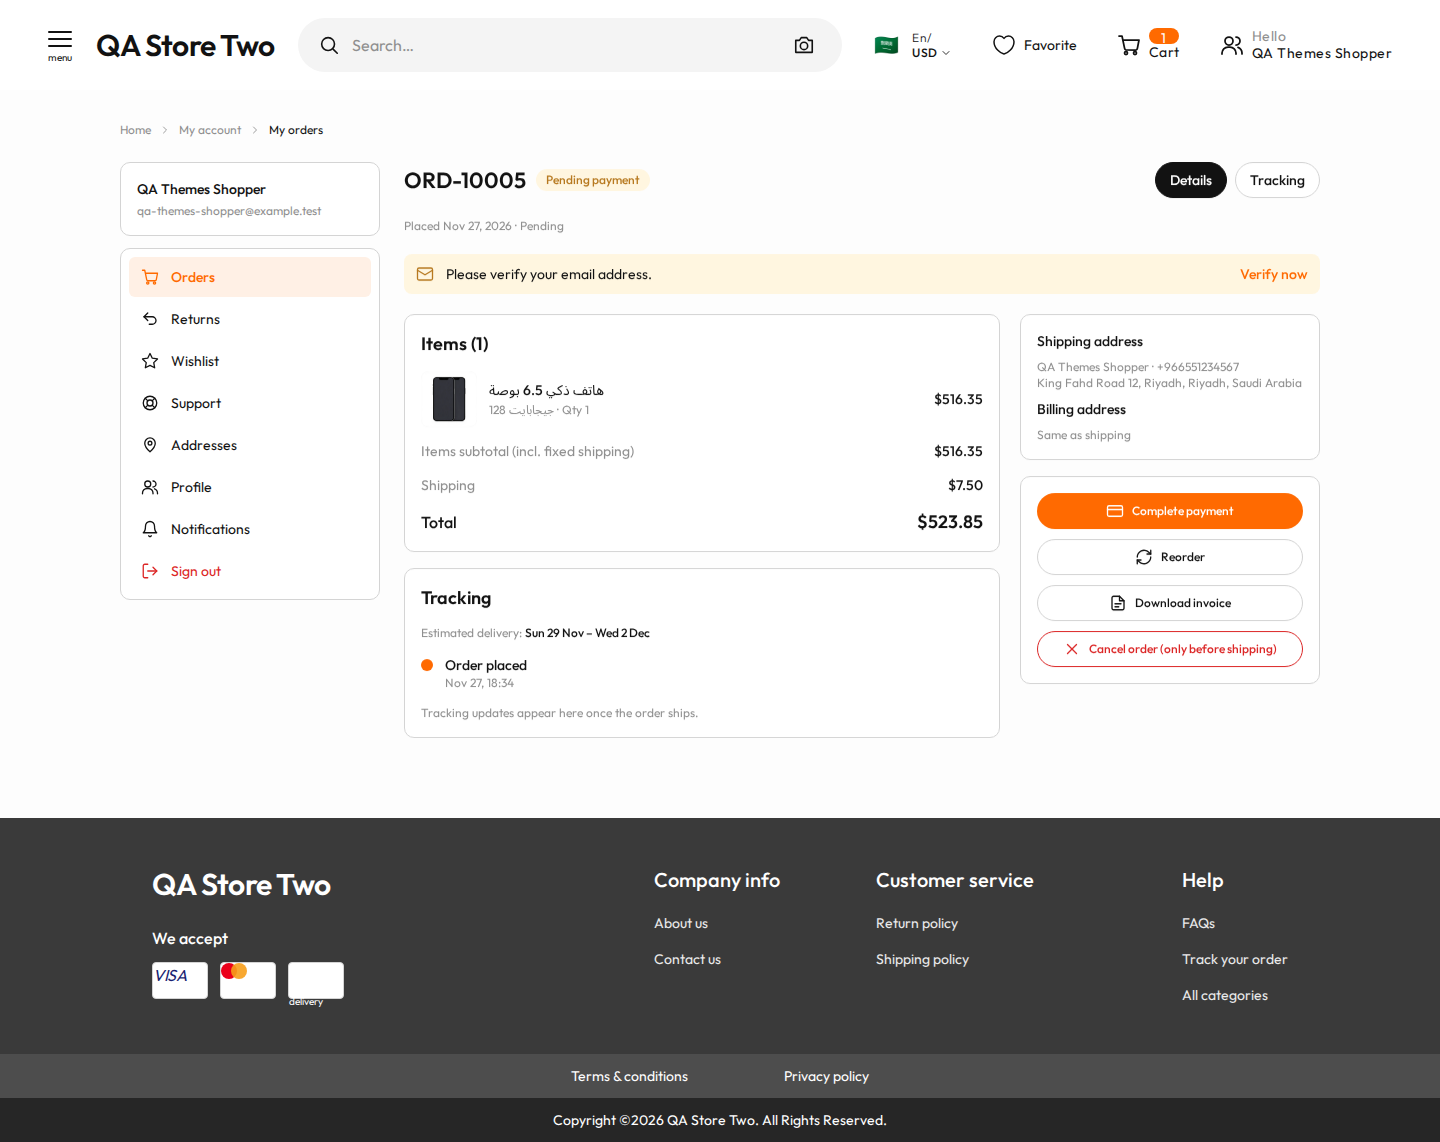 menu
QA Store Two
Search...
En/
USD
Favorite
1
Cart
Hello
QA Themes Shopper
Home
My account
My orders
QA Themes Shopper
qa-themes-shopper@example.test
Orders
Returns
Wishlist
Support
Addresses
Profile
Notifications
Sign out
ORD-10005
Pending payment
Details
Tracking
Placed Nov 27, 2026 · Pending
Please verify your email address.
Verify now
Items (1)
هاتف ذكي 6.5 بوصة
128 جيجابايت · Qty 1
$516.35
Items subtotal (incl. fixed shipping)
$516.35
Shipping
$7.50
Total
$523.85
Tracking
Estimated delivery: Sun 29 Nov – Wed 2 Dec
Order placed
Nov 27, 18:34
Tracking updates appear here once the order ships.
Shipping address
QA Themes Shopper · +966551234567
King Fahd Road 12, Riyadh, Riyadh, Saudi Arabia
Billing address
Same as shipping
Complete payment
Reorder
Download invoice
Cancel order (only before shipping)
QA Store Two
We accept
VISA
delivery
Company info
About us
Contact us
Customer service
Return policy
Shipping policy
Help
FAQs
Track your order
All categories
Terms & conditions
Privacy policy
Copyright ©2026 QA Store Two. All Rights Reserved.